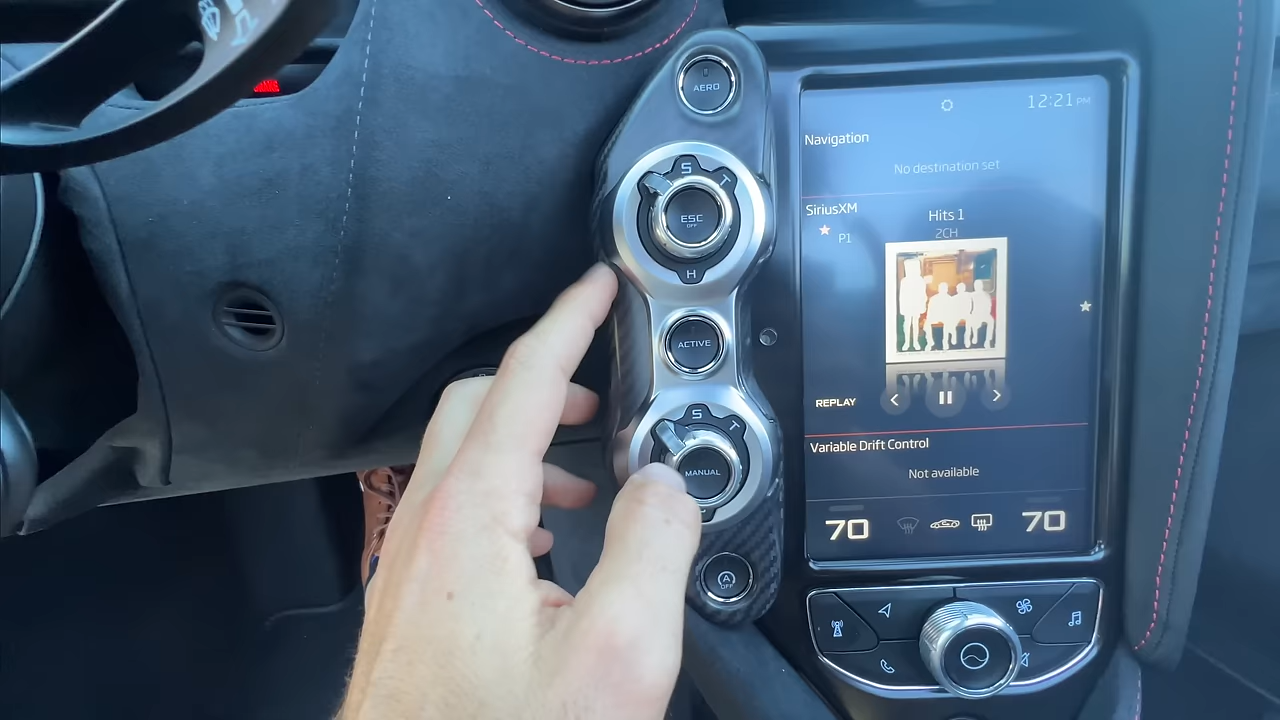 AERO
S
T
ESC
OFF
H
ACTIVE
S
T
MANUAL
A
OFF
12:21 PM
Navigation
No destination set
SiriusXM
P1
Hits 1
2CH
REPLAY
Variable Drift Control
Not available
70
70